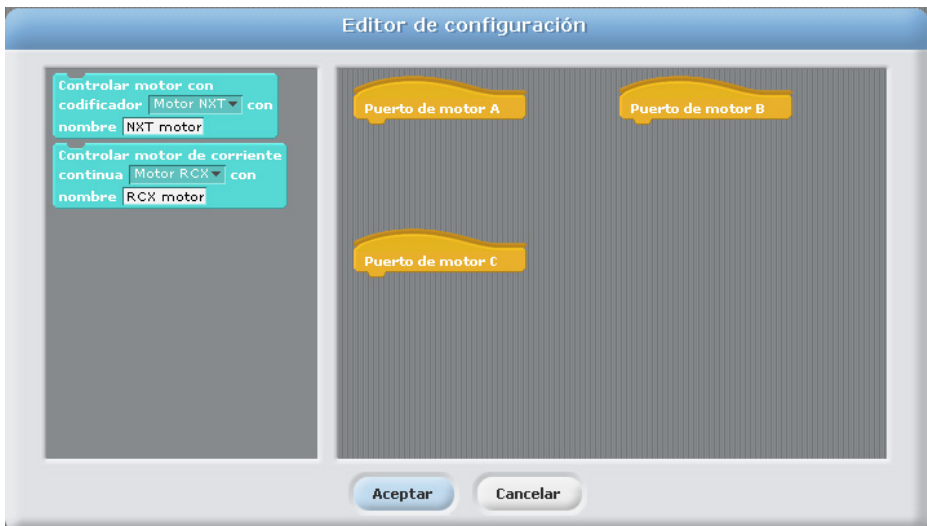 Editor de configuración
Controlar motor con
codificador Motor NXT con
nombre NXT motor
Controlar motor de corriente
continua Motor RCX con
nombre RCX motor
Puerto de motor A
Puerto de motor B
Puerto de motor C
Aceptar
Cancelar